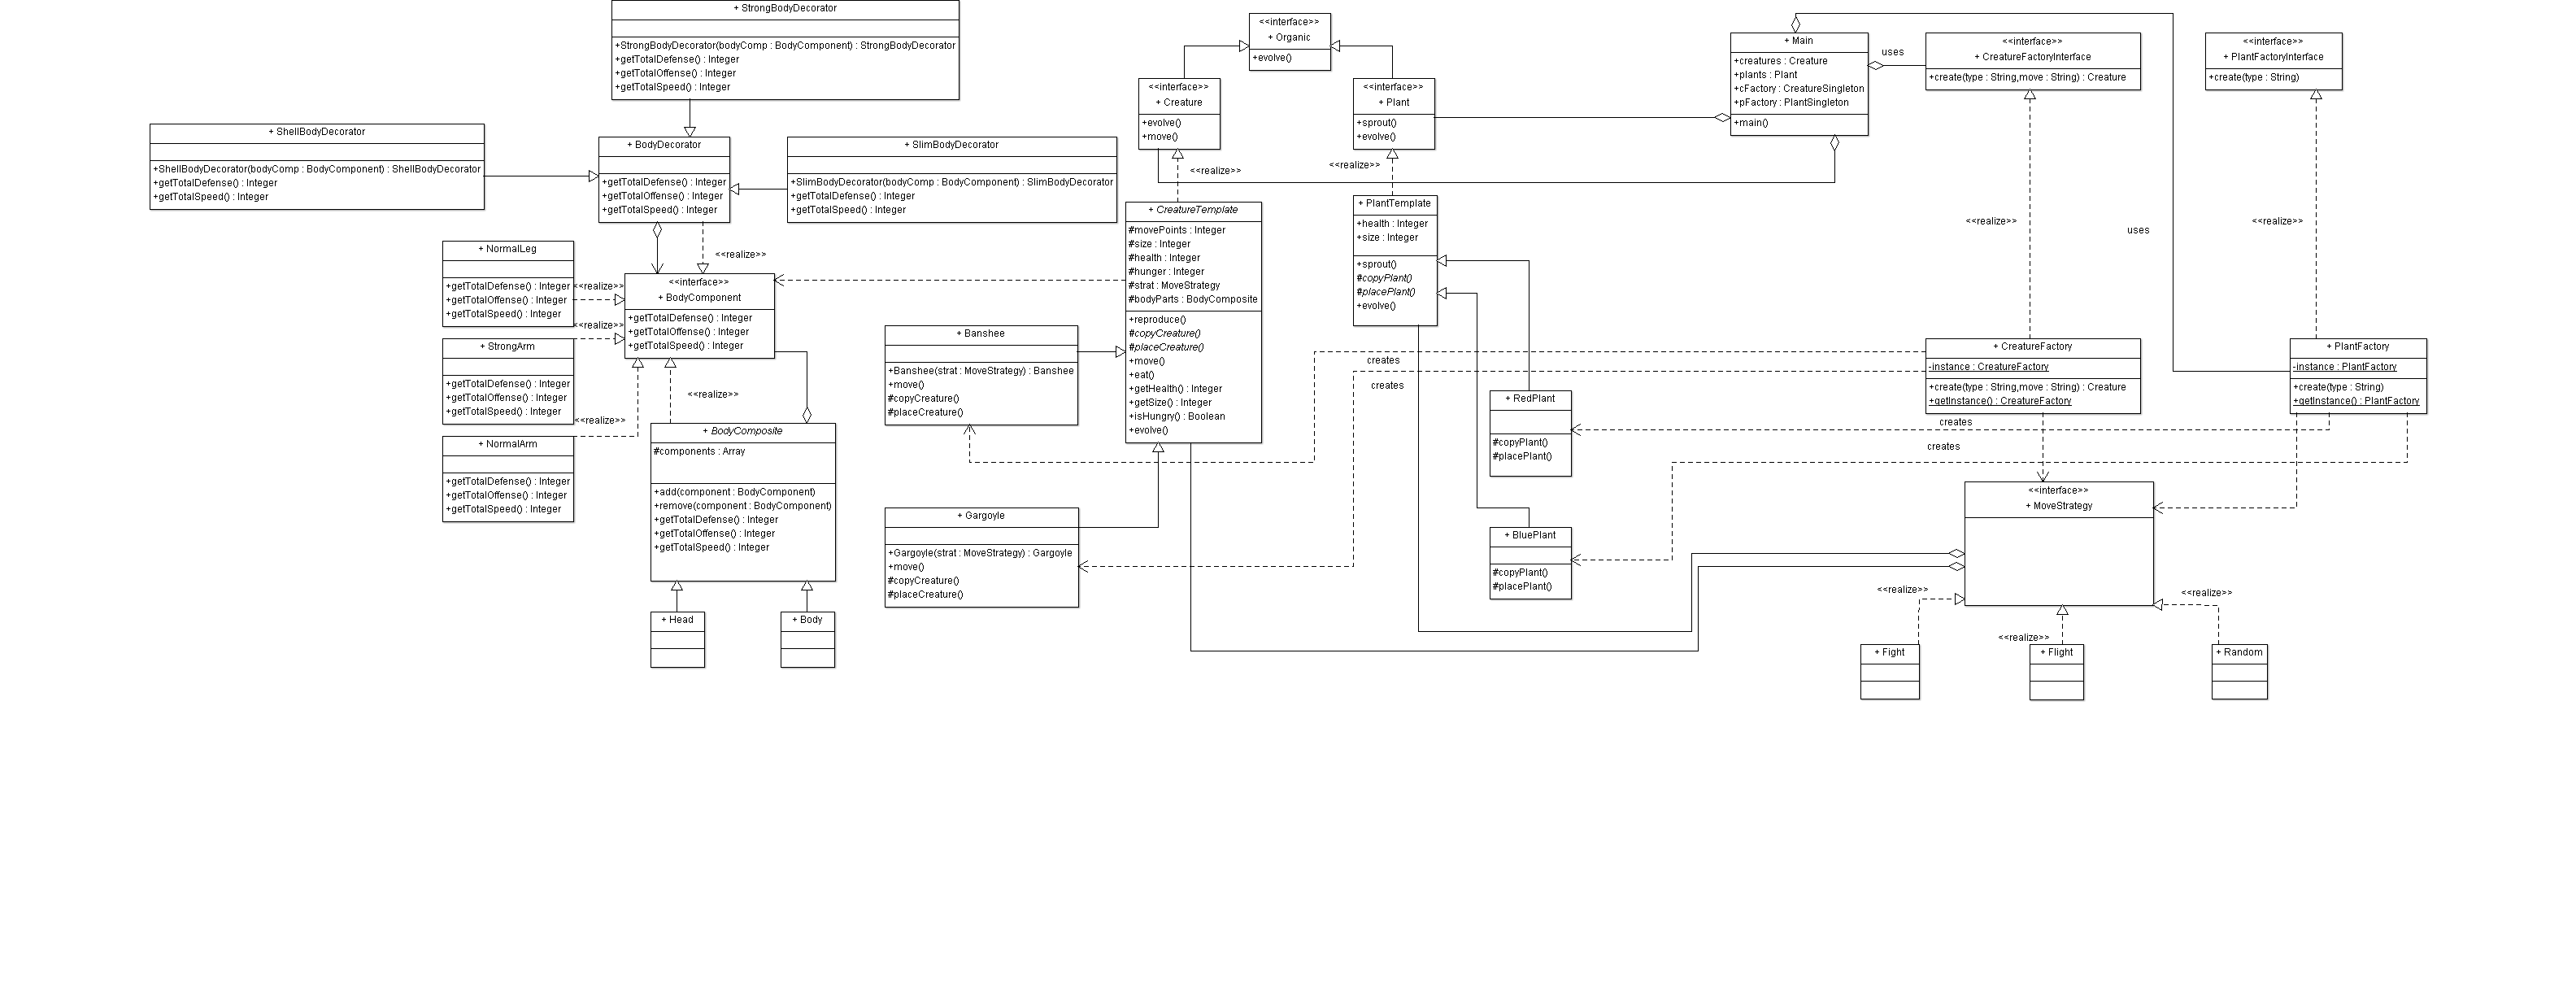 + StrongBodyDecorator
+StrongBodyDecorator(bodyComp : BodyComponent) : StrongBodyDecorator
+getTotalDefense() : Integer
+getTotalOffense() : Integer
+getTotalSpeed() : Integer
+ ShellBodyDecorator
+ShellBodyDecorator(bodyComp : BodyComponent) : ShellBodyDecorator
+getTotalDefense() : Integer
+getTotalSpeed() : Integer
+ BodyDecorator
+getTotalDefense() : Integer
+getTotalOffense() : Integer
+getTotalSpeed() : Integer
+ SlimBodyDecorator
+SlimBodyDecorator(bodyComp : BodyComponent) : SlimBodyDecorator
+getTotalDefense() : Integer
+getTotalSpeed() : Integer
<<realize>>
+ NormalLeg
+getTotalDefense() : Integer
+getTotalOffense() : Integer
+getTotalSpeed() : Integer
<<realize>>
<<realize>>
+ StrongArm
+getTotalDefense() : Integer
+getTotalOffense() : Integer
+getTotalSpeed() : Integer
<<realize>>
+ NormalArm
+getTotalDefense() : Integer
+getTotalOffense() : Integer
+getTotalSpeed() : Integer
<<interface>>
+ BodyComponent
+getTotalDefense() : Integer
+getTotalOffense() : Integer
+getTotalSpeed() : Integer
<<realize>>
+ BodyComposite
#components : Array
+add(component : BodyComponent)
+remove(component : BodyComponent)
+getTotalDefense() : Integer
+getTotalOffense() : Integer
+getTotalSpeed() : Integer
+ Head
+ Body
<<interface>>
+ Organic
+evolve()
<<interface>>
+ Creature
+evolve()
+move()
<<realize>>
<<interface>>
+ Plant
+sprout()
+evolve()
<<realize>>
+ CreatureTemplate
#movePoints : Integer
#size : Integer
#health : Integer
#hunger : Integer
#strat : MoveStrategy
#bodyParts : BodyComposite
+reproduce()
#copyCreature()
#placeCreature()
+move()
+eat()
+getHealth() : Integer
+getSize() : Integer
+isHungry() : Boolean
+evolve()
+ Banshee
+Banshee(strat : MoveStrategy) : Banshee
+move()
#copyCreature()
#placeCreature()
+ Gargoyle
+Gargoyle(strat : MoveStrategy) : Gargoyle
+move()
#copyCreature()
#placeCreature()
+ PlantTemplate
+health : Integer
+size : Integer
+sprout()
#copyPlant()
#placePlant()
+evolve()
creates
creates
+ RedPlant
#copyPlant()
#placePlant()
+ BluePlant
#copyPlant()
#placePlant()
+ Main
+creatures : Creature
+plants : Plant
+cFactory : CreatureSingleton
+pFactory : PlantSingleton
+main()
uses
<<interface>>
+ CreatureFactoryInterface
+create(type : String,move : String) : Creature
<<interface>>
+ PlantFactoryInterface
+create(type : String)
<<realize>>
uses
<<realize>>
+ CreatureFactory
-instance : CreatureFactory
+create(type : String,move : String) : Creature
+getInstance() : CreatureFactory
+ PlantFactory
-instance : PlantFactory
+create(type : String)
+getInstance() : PlantFactory
creates
creates
<<interface>>
+ MoveStrategy
<<realize>>
<<realize>>
<<realize>>
+ Fight
+ Flight
+ Random